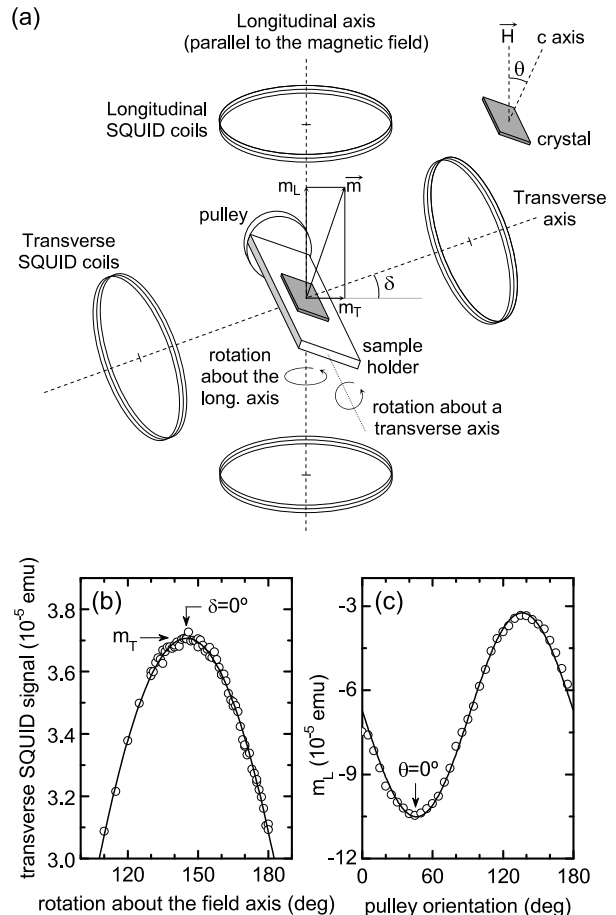 (a)
Longitudinal axis
(parallel to the magnetic field)
H
c axis
θ
crystal
Longitudinal
SQUID coils
m_L
m
pulley
Transverse
axis
Transverse
SQUID coils
δ
m_T
sample
holder
rotation
about the
long. axis
rotation about a
transverse axis
(b)
δ=0º
m_T
3.8
3.6
3.4
3.2
3.0
transverse SQUID signal (10^-5 emu)
120
150
180
rotation about the field axis (deg)
(c)
-3
-6
-10
-11
m_L (10^-5 emu)
θ=0º
0
60
120
180
pulley orientation (deg)